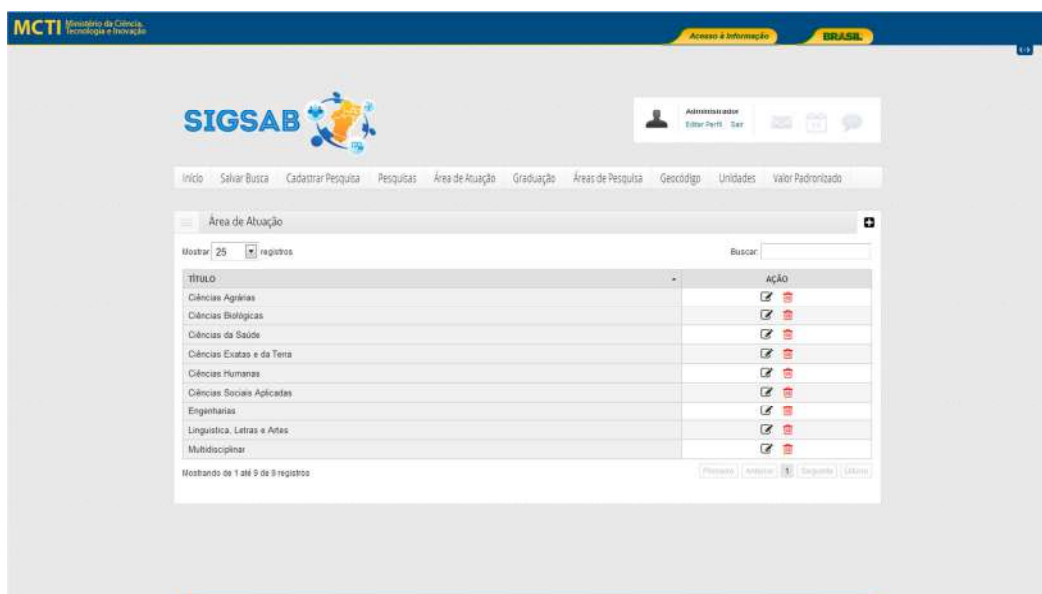 MCTI Ministério da Ciência,
Tecnologia e Inovação
Acesso à Informação BRASIL
SIGSAB
Administrador
Editar Perfil Sair
Início Salvar Busca Cadastrar Pesquisa Pesquisas Área de Atuação Graduação Áreas de Pesquisa Geocódigo Unidades Valor Padronizado
Área de Atuação
Mostrar 25 registros Buscar:
TÍTULO AÇÃO
Ciências Agrárias
Ciências Biológicas
Ciências da Saúde
Ciências Exatas e da Terra
Ciências Humanas
Ciências Sociais Aplicadas
Engenharias
Linguística, Letras e Artes
Multidisciplinar
Mostrando de 1 até 9 de 9 registros Primeiro Anterior 1 Seguinte Último